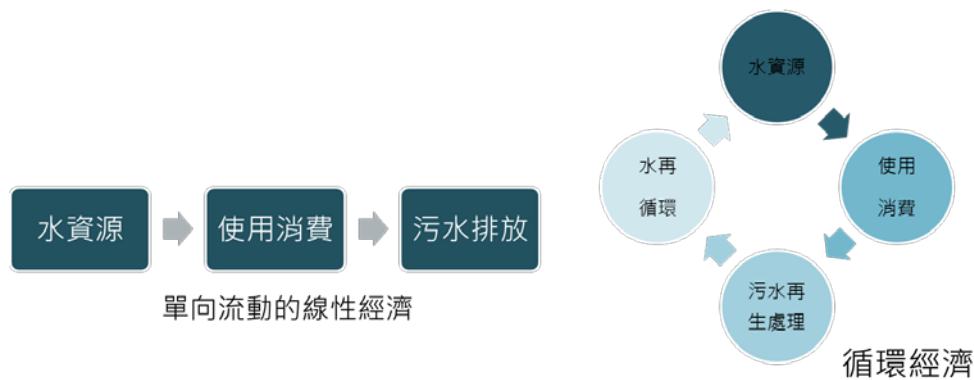 水資源
使用消費
污水排放
單向流動的線性經濟
水資源
使用
消費
污水再
生處理
水再
循環
循環經濟